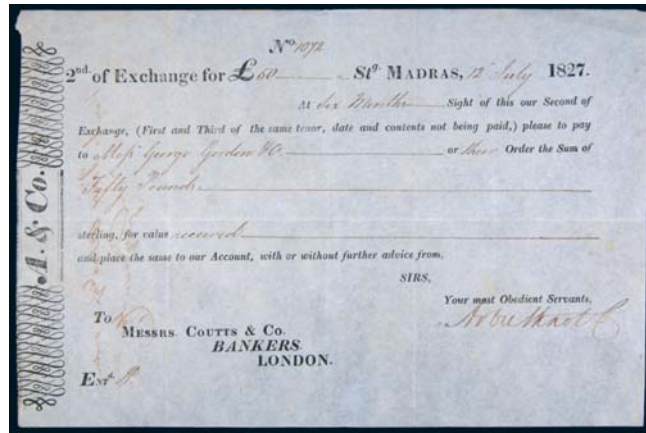 No. 1072
2nd. of Exchange for £50 Stg. MADRAS, 12 July 1827.
At Six Months Sight of this our Second of
Exchange, (First and Third of the same tenor, date and contents not being paid,) please to pay
to Mess George Gordon &Co. or their Order the Sum of
Fifty Pounds
sterling, for value received
and place the same to our Account, with or without further advice from,
SIRS,
Your most Obedient Servants,
Arbuthnot &Co
To
MESSRS. COUTTS & Co.
BANKERS.
LONDON.
Entd.
A. & Co.